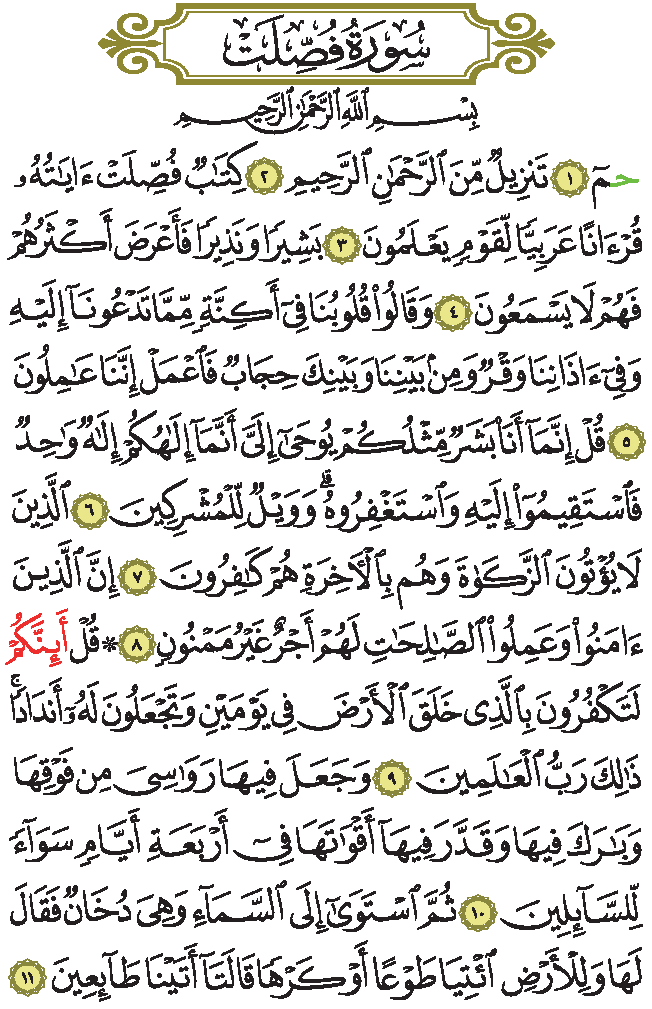 سُورَةُ فُصِّلَتْ
بِسْمِ ٱللَّهِ ٱلرَّحْمَٰنِ ٱلرَّحِيمِ
حمٓ ١ تَنزِيلٌ مِّنَ ٱلرَّحْمَٰنِ ٱلرَّحِيمِ ٢ كِتَٰبٌ فُصِّلَتْ ءَايَٰتُهُۥ
قُرْءَانًا عَرَبِيًّا لِّقَوْمٍ يَعْلَمُونَ ٣ بَشِيرًا وَنَذِيرًا فَأَعْرَضَ أَكْثَرُهُمْ
فَهُمْ لَا يَسْمَعُونَ ٤ وَقَالُوا۟ قُلُوبُنَا فِىٓ أَكِنَّةٍ مِّمَّا تَدْعُونَآ إِلَيْهِ
وَفِىٓ ءَاذَانِنَا وَقْرٌ وَمِنۢ بَيْنِنَا وَبَيْنِكَ حِجَابٌ فَٱعْمَلْ إِنَّنَا عَٰمِلُونَ
٥ قُلْ إِنَّمَآ أَنَا۠ بَشَرٌ مِّثْلُكُمْ يُوحَىٰٓ إِلَىَّ أَنَّمَآ إِلَٰهُكُمْ إِلَٰهٌ وَٰحِدٌ
فَٱسْتَقِيمُوٓا۟ إِلَيْهِ وَٱسْتَغْفِرُوهُ ۗ وَوَيْلٌ لِّلْمُشْرِكِينَ ٦ ٱلَّذِينَ
لَا يُؤْتُونَ ٱلزَّكَوٰةَ وَهُم بِٱلْءَاخِرَةِ هُمْ كَٰفِرُونَ ٧ إِنَّ ٱلَّذِينَ
ءَامَنُوا۟ وَعَمِلُوا۟ ٱلصَّٰلِحَٰتِ لَهُمْ أَجْرٌ غَيْرُ مَمْنُونٍ ٨ * قُلْ أَئِنَّكُمْ
لَتَكْفُرُونَ بِٱلَّذِى خَلَقَ ٱلْأَرْضَ فِى يَوْمَيْنِ وَتَجْعَلُونَ لَهُۥٓ أَندَادًا ۚ
ذَٰلِكَ رَبُّ ٱلْعَٰلَمِينَ ٩ وَجَعَلَ فِيهَا رَوَٰسِىَ مِن فَوْقِهَا
وَبَٰرَكَ فِيهَا وَقَدَّرَ فِيهَآ أَقْوَٰتَهَا فِىٓ أَرْبَعَةِ أَيَّامٍ سَوَآءً
لِّلسَّآئِلِينَ ١٠ ثُمَّ ٱسْتَوَىٰٓ إِلَى ٱلسَّمَآءِ وَهِىَ دُخَانٌ فَقَالَ
لَهَا وَلِلْأَرْضِ ٱئْتِيَا طَوْعًا أَوْ كَرْهًا قَالَتَآ أَتَيْنَا طَآئِعِينَ ١١